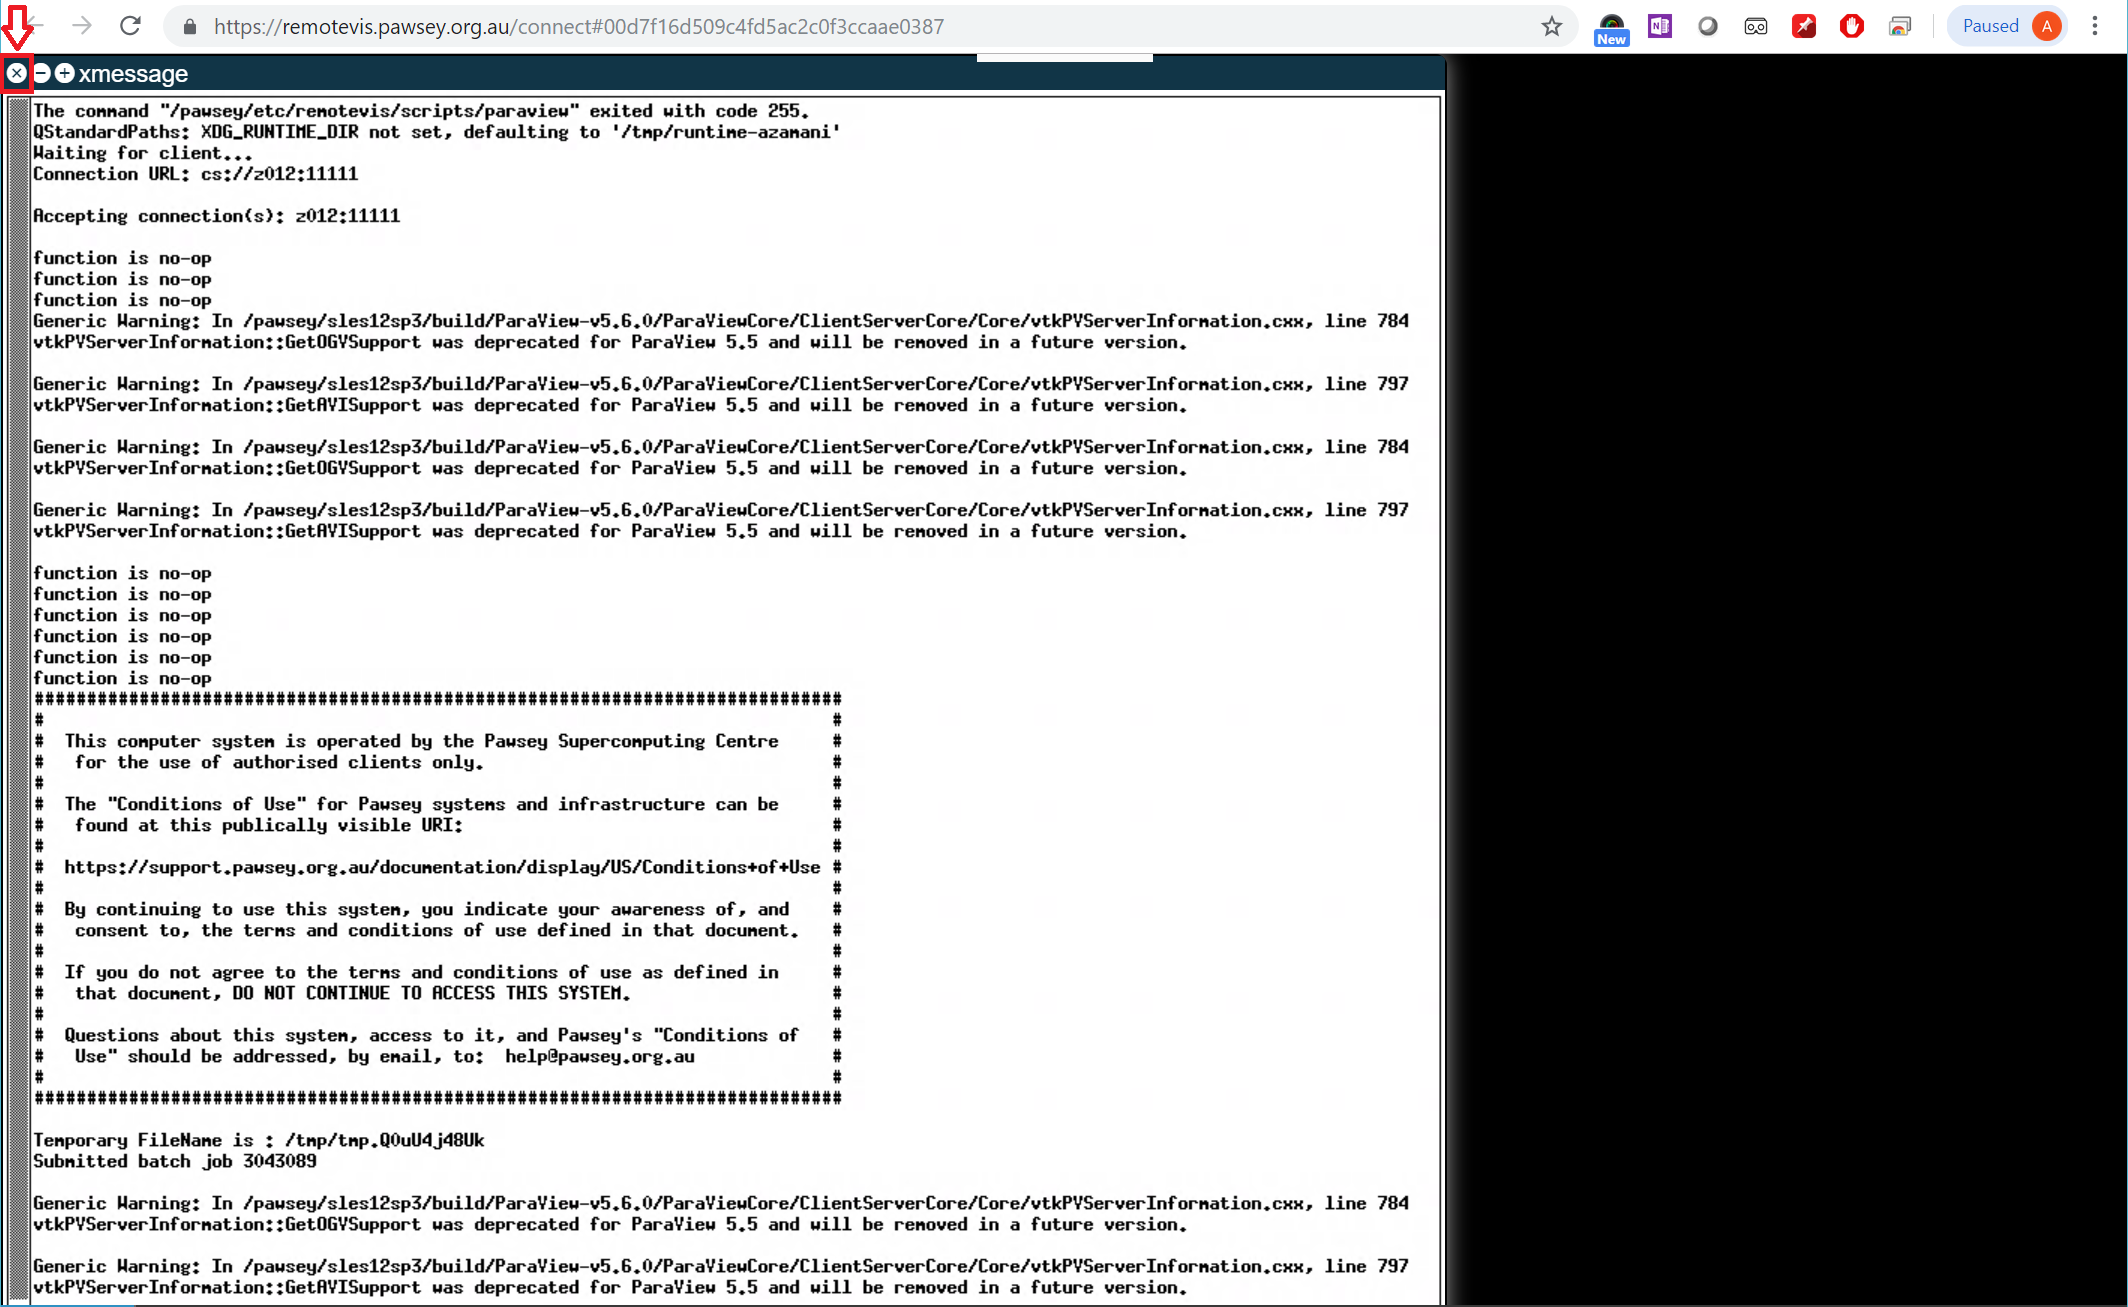 https://remotevis.pawsey.org.au/connect#00d7f16d509c4fd5ac2c0f3ccaae0387
New
N
Paused A
xmessage
The command "/pawsey/etc/remotevis/scripts/paraview" exited with code 255.
QStandardPaths: XDG_RUNTIME_DIR not set, defaulting to '/tmp/runtime-azamani'
Waiting for client...
Connection URL: cs://z012:11111
Accepting connection(s): z012:11111
function is no-op
function is no-op
function is no-op
Generic Warning: In /pawsey/sles12sp3/build/ParaView-v5.6.0/ParaViewCore/ClientServerCore/Core/vtkPVServerInformation.cxx, line 784
vtkPVServerInformation::GetOGVSupport was deprecated for ParaView 5.5 and will be removed in a future version.
Generic Warning: In /pawsey/sles12sp3/build/ParaView-v5.6.0/ParaViewCore/ClientServerCore/Core/vtkPVServerInformation.cxx, line 797
vtkPVServerInformation::GetAVISupport was deprecated for ParaView 5.5 and will be removed in a future version.
Generic Warning: In /pawsey/sles12sp3/build/ParaView-v5.6.0/ParaViewCore/ClientServerCore/Core/vtkPVServerInformation.cxx, line 784
vtkPVServerInformation::GetOGVSupport was deprecated for ParaView 5.5 and will be removed in a future version.
Generic Warning: In /pawsey/sles12sp3/build/ParaView-v5.6.0/ParaViewCore/ClientServerCore/Core/vtkPVServerInformation.cxx, line 797
vtkPVServerInformation::GetAVISupport was deprecated for ParaView 5.5 and will be removed in a future version.
function is no-op
function is no-op
function is no-op
function is no-op
function is no-op
function is no-op
#############################################################################
# #
# This computer system is operated by the Pawsey Supercomputing Centre #
# for the use of authorised clients only. #
# #
# The "Conditions of Use" for Pawsey systems and infrastructure can be #
# found at this publically visible URI: #
# #
# https://support.pawsey.org.au/documentation/display/US/Conditions+of+Use #
# #
# By continuing to use this system, you indicate your awareness of, and #
# consent to, the terms and conditions of use defined in that document. #
# #
# If you do not agree to the terms and conditions of use as defined in #
# that document, DO NOT CONTINUE TO ACCESS THIS SYSTEM. #
# #
# Questions about this system, access to it, and Pawsey's "Conditions of #
# Use" should be addressed, by email, to: help@pawsey.org.au #
# #
#############################################################################
Temporary FileName is : /tmp/tmp.Q0uU4j48Uk
Submitted batch job 3043089
Generic Warning: In /pawsey/sles12sp3/build/ParaView-v5.6.0/ParaViewCore/ClientServerCore/Core/vtkPVServerInformation.cxx, line 784
vtkPVServerInformation::GetOGVSupport was deprecated for ParaView 5.5 and will be removed in a future version.
Generic Warning: In /pawsey/sles12sp3/build/ParaView-v5.6.0/ParaViewCore/ClientServerCore/Core/vtkPVServerInformation.cxx, line 797
vtkPVServerInformation::GetAVISupport was deprecated for ParaView 5.5 and will be removed in a future version.